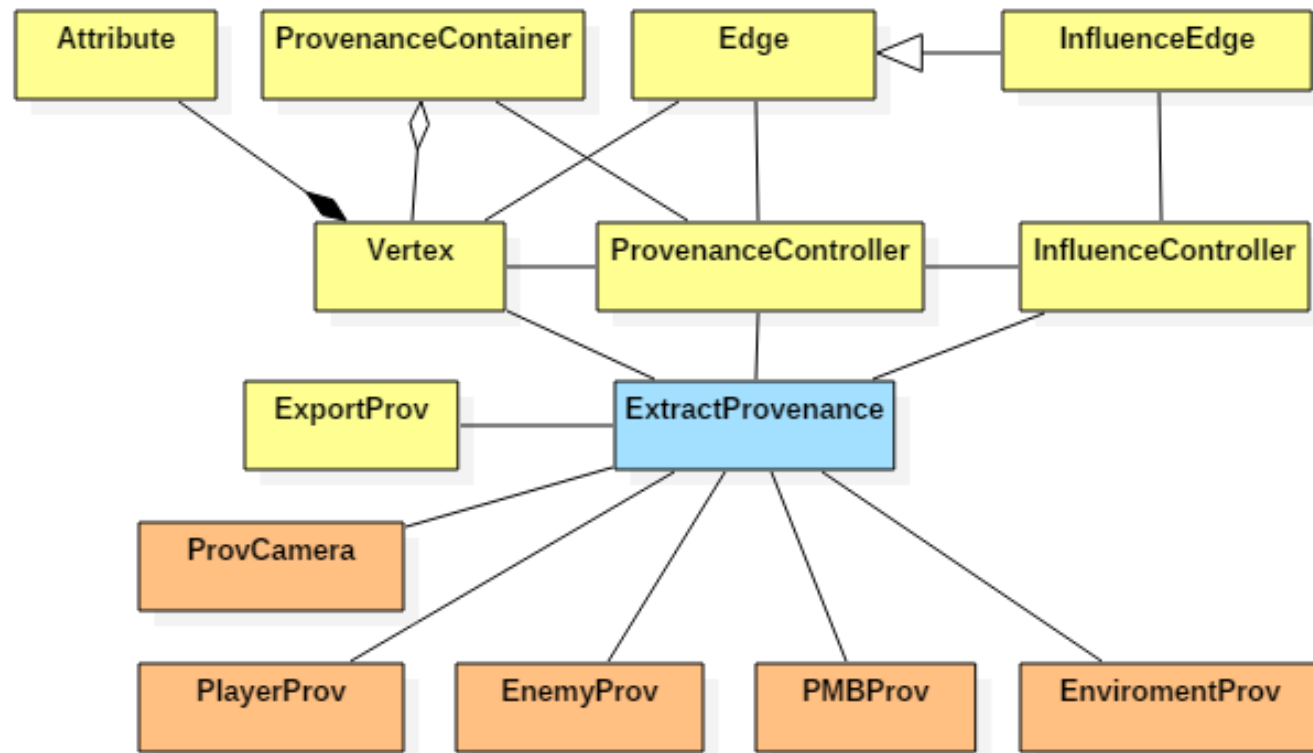 Attribute
ProvenanceContainer
Edge
InfluenceEdge
Vertex
ProvenanceController
InfluenceController
ExportProv
ExtractProvenance
ProvCamera
PlayerProv
EnemyProv
PMBProv
EnviromentProv